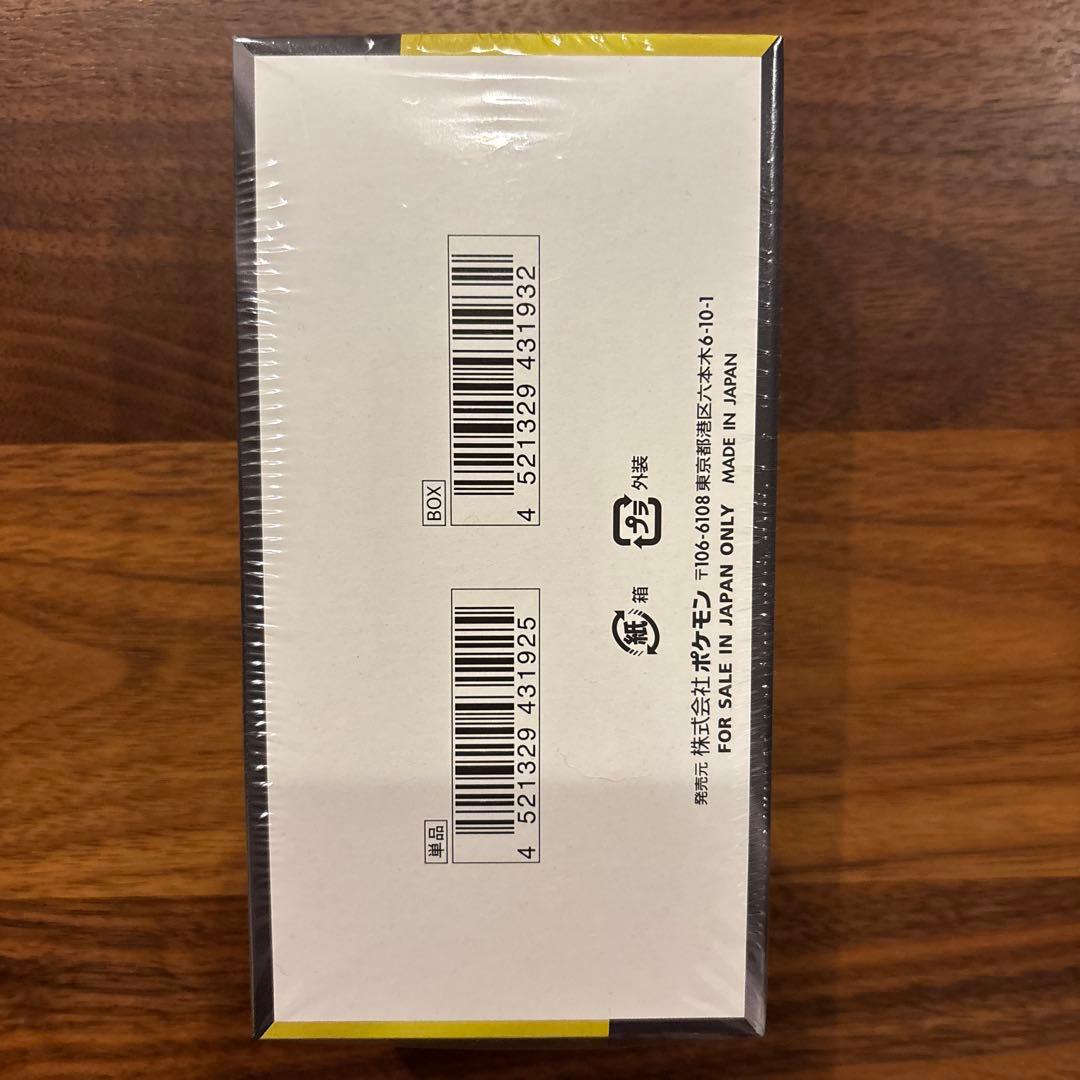 単品
4 521329 431925
BOX
4 521329 431932
紙 箱
プラ 外装
発売元 株式会社ポケモン 〒106-6108 東京都港区六本木6-10-1
FOR SALE IN JAPAN ONLY MADE IN JAPAN